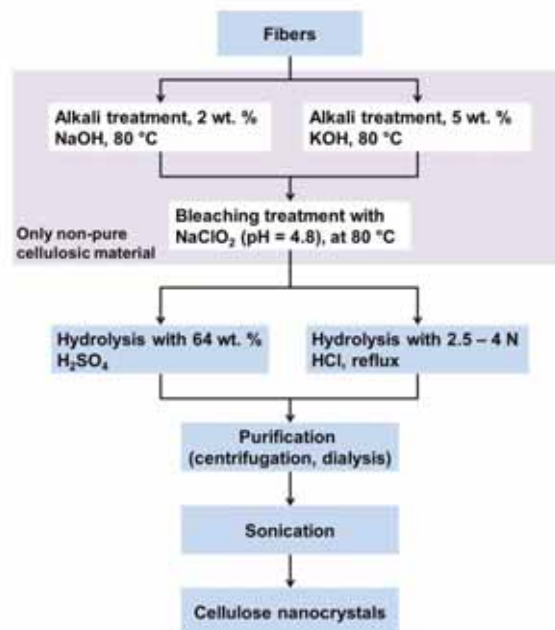 Fibers
Alkali treatment, 2 wt. %
NaOH, 80 °C
Alkali treatment, 5 wt. %
KOH, 80 °C
Bleaching treatment with
NaClO₂ (pH = 4.8), at 80 °C
Only non-pure
cellulosic material
Hydrolysis with 64 wt. %
H₂SO₄
Hydrolysis with 2.5 – 4 N
HCl, reflux
Purification
(centrifugation, dialysis)
Sonication
Cellulose nanocrystals